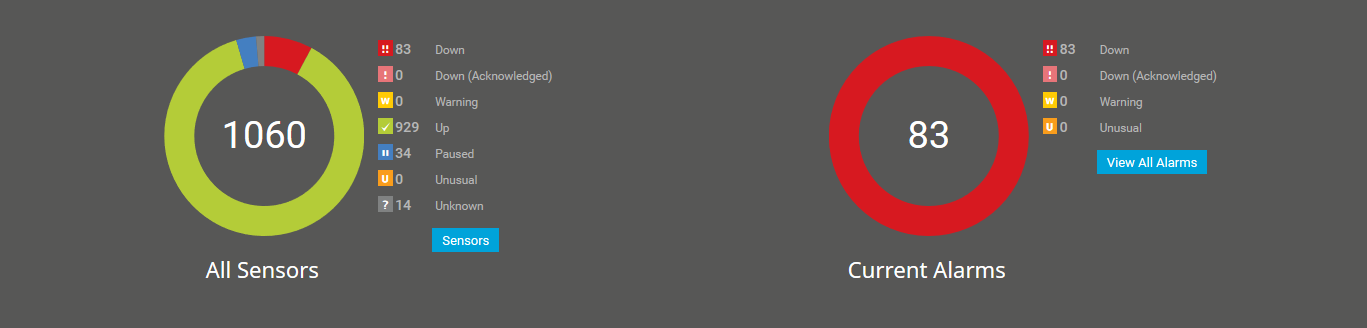 83 Down
0 Down (Acknowledged)
W 0 Warning
1060
929 Up
34 Paused
U 0 Unusual
? 14 Unknown
Sensors
All Sensors
83 Down
0 Down (Acknowledged)
W 0 Warning
83
U 0 Unusual
View All Alarms
Current Alarms